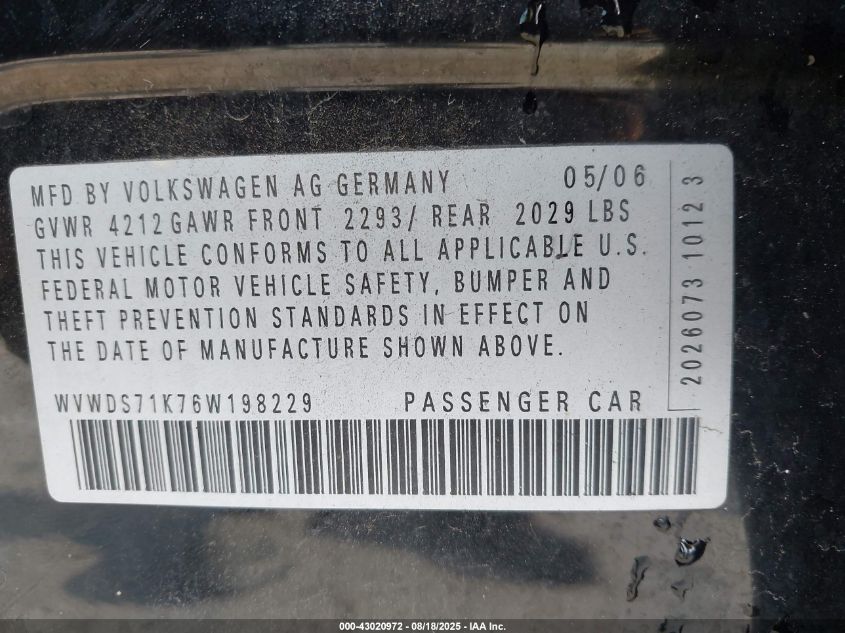 MFD BY VOLKSWAGEN AG GERMANY 05/06
GVWR 4212 GAWR FRONT 2293/ REAR 2029 LBS
THIS VEHICLE CONFORMS TO ALL APPLICABLE U.S.
FEDERAL MOTOR VEHICLE SAFETY, BUMPER AND
THEFT PREVENTION STANDARDS IN EFFECT ON
THE DATE OF MANUFACTURE SHOWN ABOVE.
WVWDS71K76W198229 PASSENGER CAR
2026073 1012 3
000-43020972 - 08/18/2025 - IAA Inc.